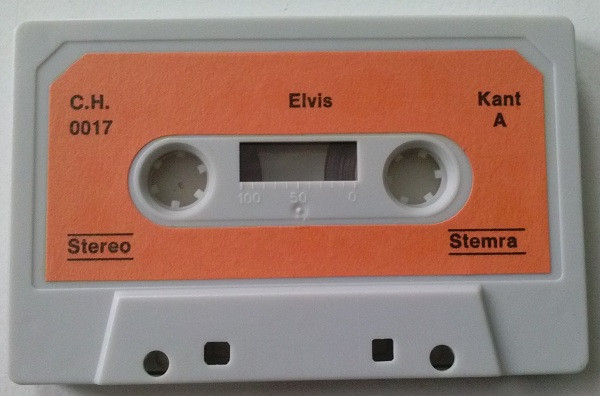 C.H.
0017
Elvis
Kant
A
100 50 0
Stereo
Stemra